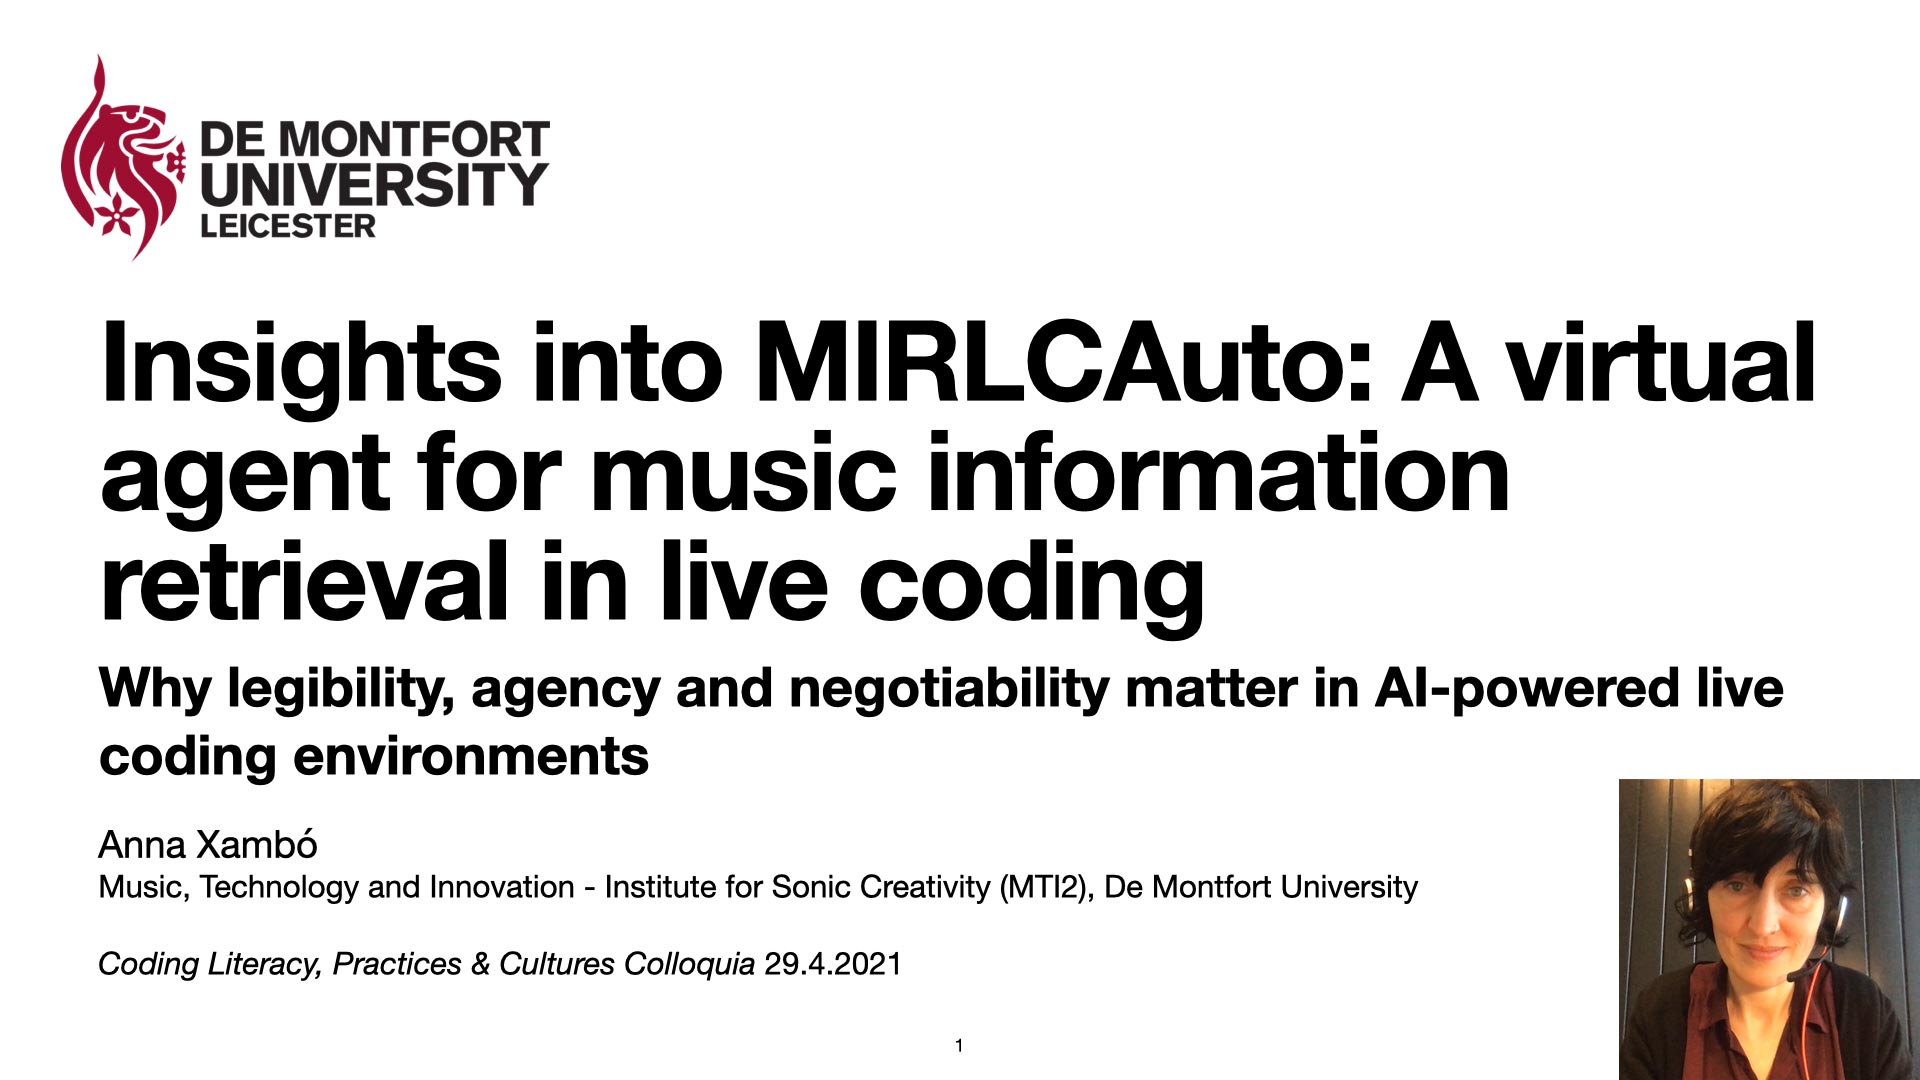 DE MONTFORT
UNIVERSITY
LEICESTER
Insights into MIRLCAuto: A virtual
agent for music information
retrieval in live coding
Why legibility, agency and negotiability matter in AI-powered live
coding environments
Anna Xambó
Music, Technology and Innovation - Institute for Sonic Creativity (MTI2), De Montfort University
Coding Literacy, Practices & Cultures Colloquia 29.4.2021
1